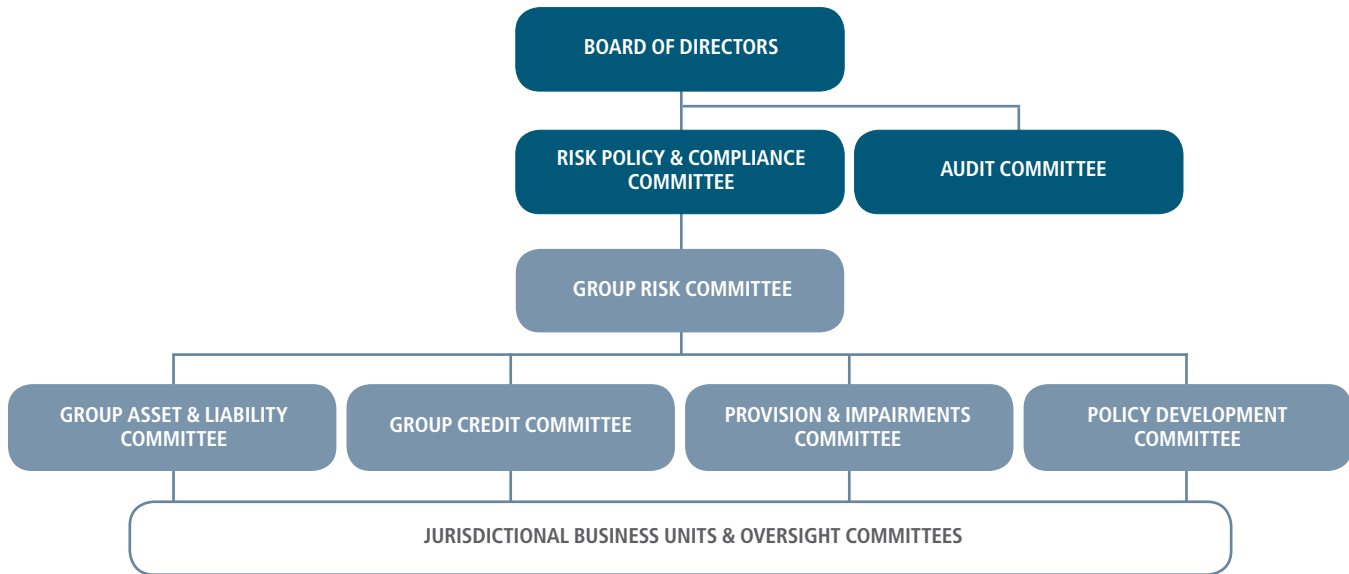 BOARD OF DIRECTORS
RISK POLICY & COMPLIANCE
COMMITTEE
AUDIT COMMITTEE
GROUP RISK COMMITTEE
GROUP ASSET & LIABILITY
COMMITTEE
GROUP CREDIT COMMITTEE
PROVISION & IMPAIRMENTS
COMMITTEE
POLICY DEVELOPMENT
COMMITTEE
JURISDICTIONAL BUSINESS UNITS & OVERSIGHT COMMITTEES